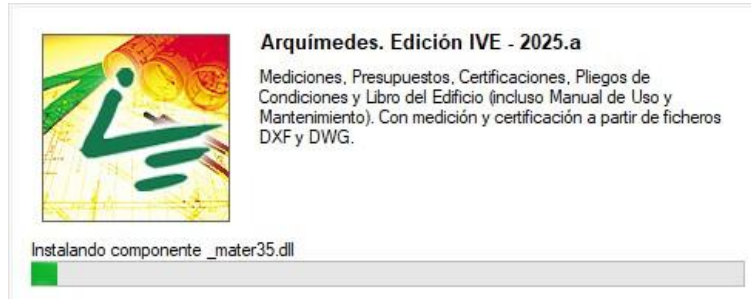 Arquímedes. Edición IVE - 2025.a
Mediciones, Presupuestos, Certificaciones, Pliegos de
Condiciones y Libro del Edificio (incluso Manual de Uso y
Mantenimiento). Con medición y certificación a partir de ficheros
DXF y DWG.
Instalando componente _mater35.dll